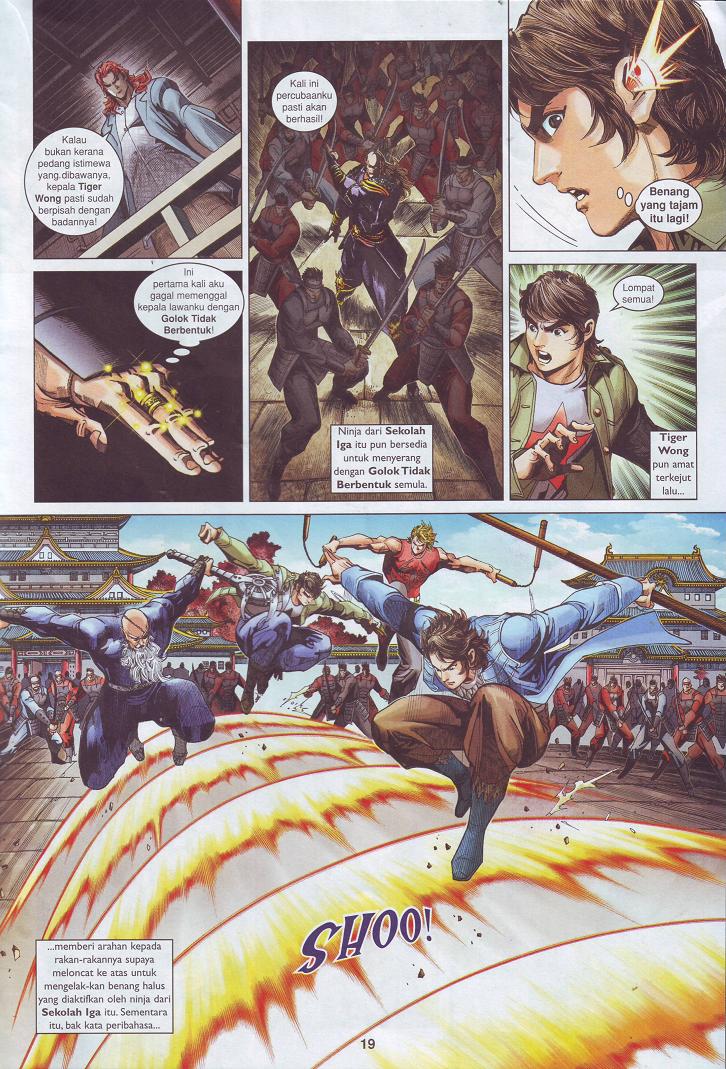 Kalau
bukan kerana
pedang istimewa
yang.dibawanya,
kepala Tiger
Wong pasti sudah
berpisah dengan
badannya!
Ini
pertama kali aku
gagal memenggal
kepala lawanku dengan
Golok Tidak
Berbentuk!
Kali ini
percubaanku
pasti akan
berhasil!
Ninja dari Sekolah
Iga itu pun bersedia
untuk menyerang
dengan Golok Tidak
Berbentuk semula.
Benang
yang tajam
itu lagi!
Lompat
semua!
Tiger
Wong
pun amat
terkejut
lalu...
SHOO!
...memberi arahan kepada
rakan-rakannya supaya
meloncat ke atas untuk
mengelak-kan benang halus
yang diaktifkan oleh ninja dari
Sekolah Iga itu. Sementara
itu, bak kata peribahasa...
19